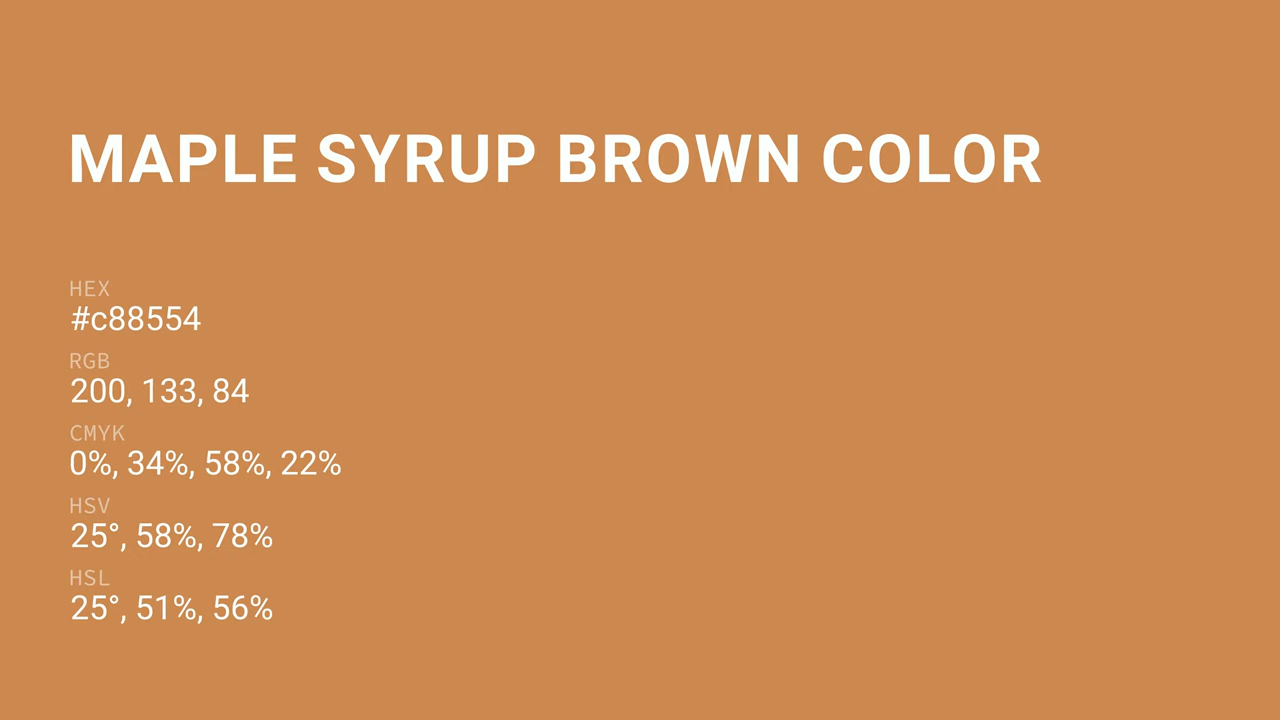 MAPLE SYRUP BROWN COLOR
HEX
#c88554
RGB
200, 133, 84
CMYK
0%, 34%, 58%, 22%
HSV
25°, 58%, 78%
HSL
25°, 51%, 56%